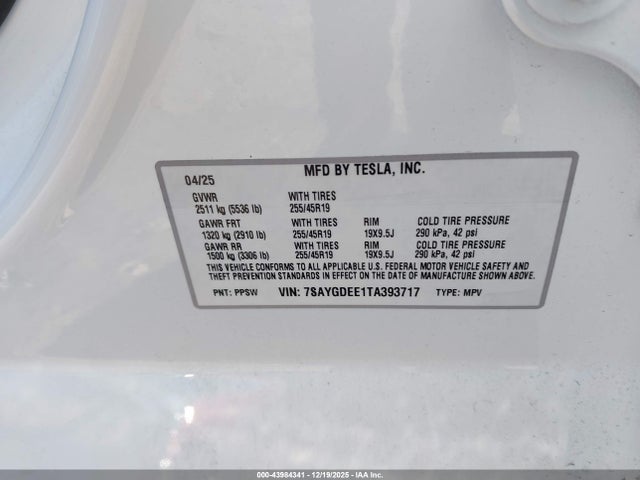 04/25 MFD BY TESLA, INC.
GVWR WITH TIRES
2511 kg (5536 lb) 255/45R19
GAWR FRT WITH TIRES RIM COLD TIRE PRESSURE
1320 kg (2910 lb) 255/45R19 19X9.5J 290 kPa, 42 psi
GAWR RR WITH TIRES RIM COLD TIRE PRESSURE
1500 kg (3306 lb) 255/45R19 19X9.5J 290 kPa, 42 psi
THIS VEHICLE CONFORMS TO ALL APPLICABLE U.S. FEDERAL MOTOR VEHICLE SAFETY AND
THEFT PREVENTION STANDARDS IN EFFECT ON THE DATE OF MANUFACTURE SHOWN ABOVE.
PNT: PPSW VIN: 7SAYGDEE1TA393717 TYPE: MPV
000-43984341 - 12/19/2025 - IAA Inc.